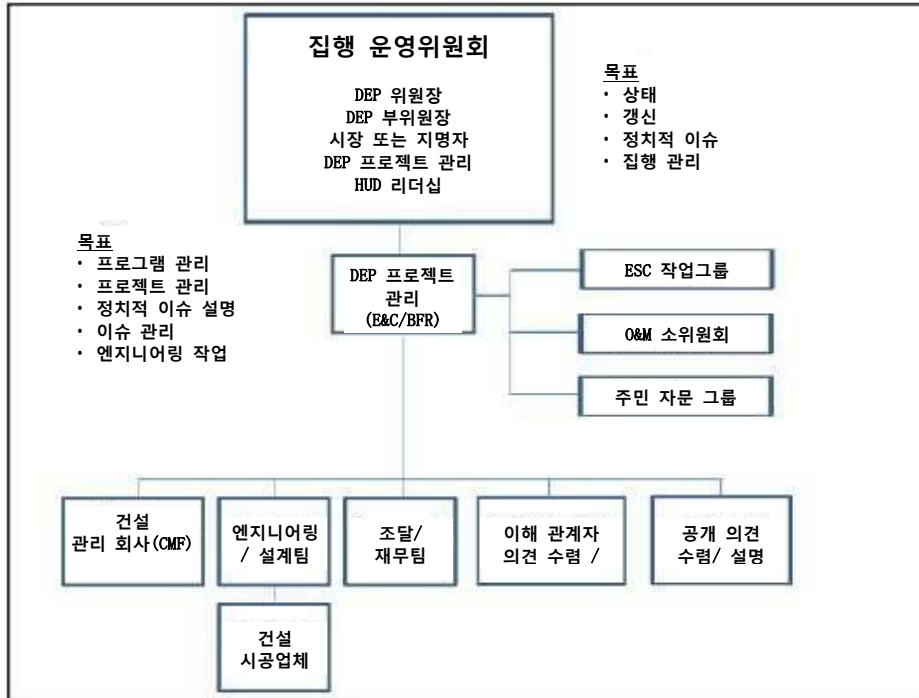 집행 운영위원회
DEP 위원장
DEP 부위원장
시장 또는 지명자
DEP 프로젝트 관리
HUD 리더십
목표
· 상태
· 갱신
· 정치적 이슈
· 집행 관리
목표
· 프로그램 관리
· 프로젝트 관리
· 정치적 이슈 설명
· 이슈 관리
· 엔지니어링 작업
DEP 프로젝트
관리
(E&C/BFR)
ESC 작업그룹
O&M 소위원회
주민 자문 그룹
건설
관리 회사(CMF)
엔지니어링
/ 설계팀
조달/
재무팀
이해 관계자
의견 수렴 /
공개 의견
수렴/ 설명
건설
시공업체